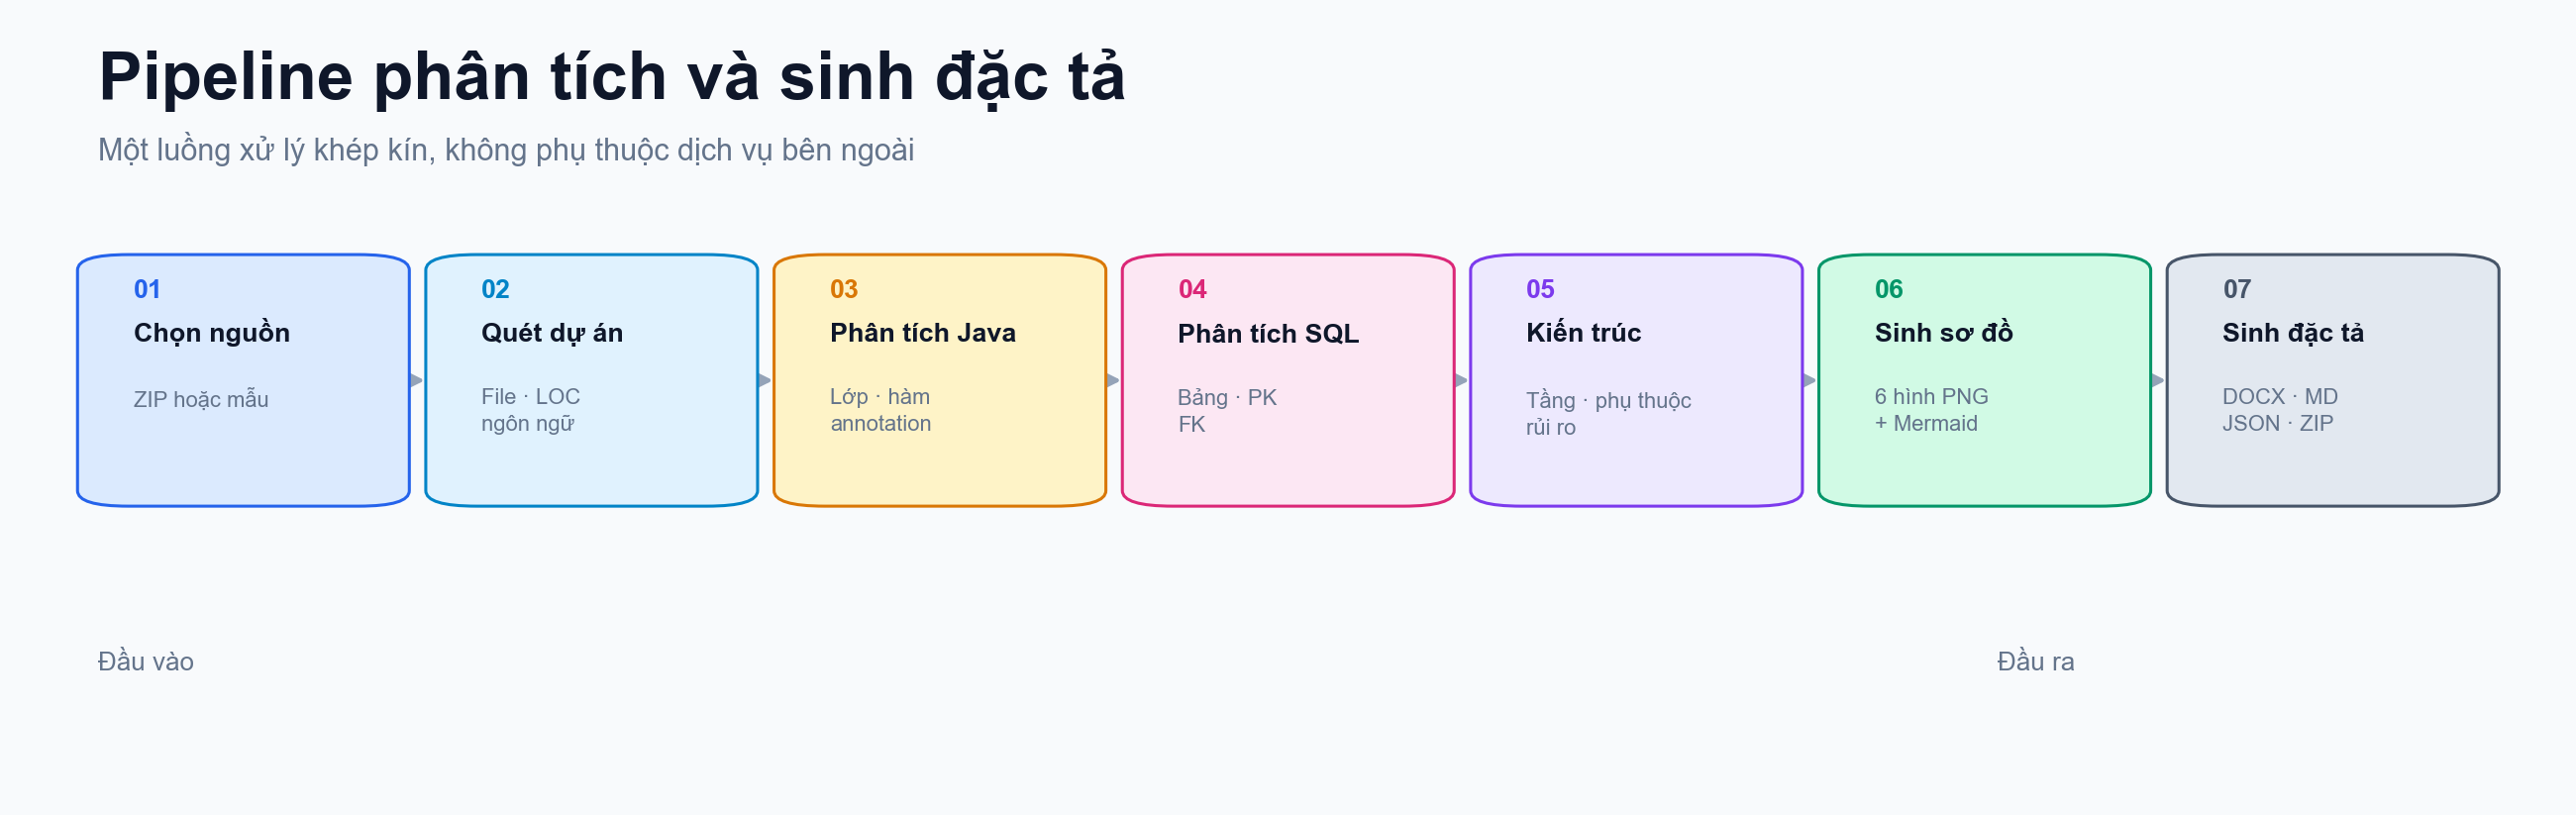 Pipeline phân tích và sinh đặc tả
Một luồng xử lý khép kín, không phụ thuộc dịch vụ bên ngoài
01
Chọn nguồn
ZIP hoặc mẫu
02
Quét dự án
File · LOC
ngôn ngữ
03
Phân tích Java
Lớp · hàm
annotation
04
Phân tích SQL
Bảng · PK
FK
05
Kiến trúc
Tầng · phụ thuộc
rủi ro
06
Sinh sơ đồ
6 hình PNG
+ Mermaid
07
Sinh đặc tả
DOCX · MD
JSON · ZIP
Đầu vào
Đầu ra